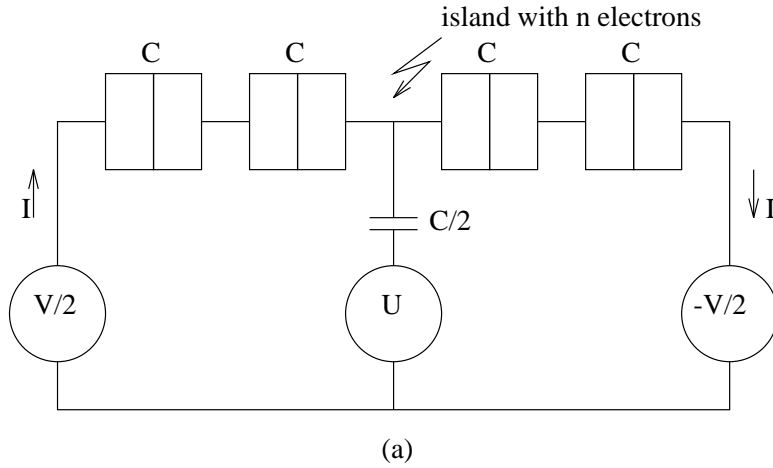 island with n electrons
C C C C
I I
C/2
V/2 U -V/2
(a)